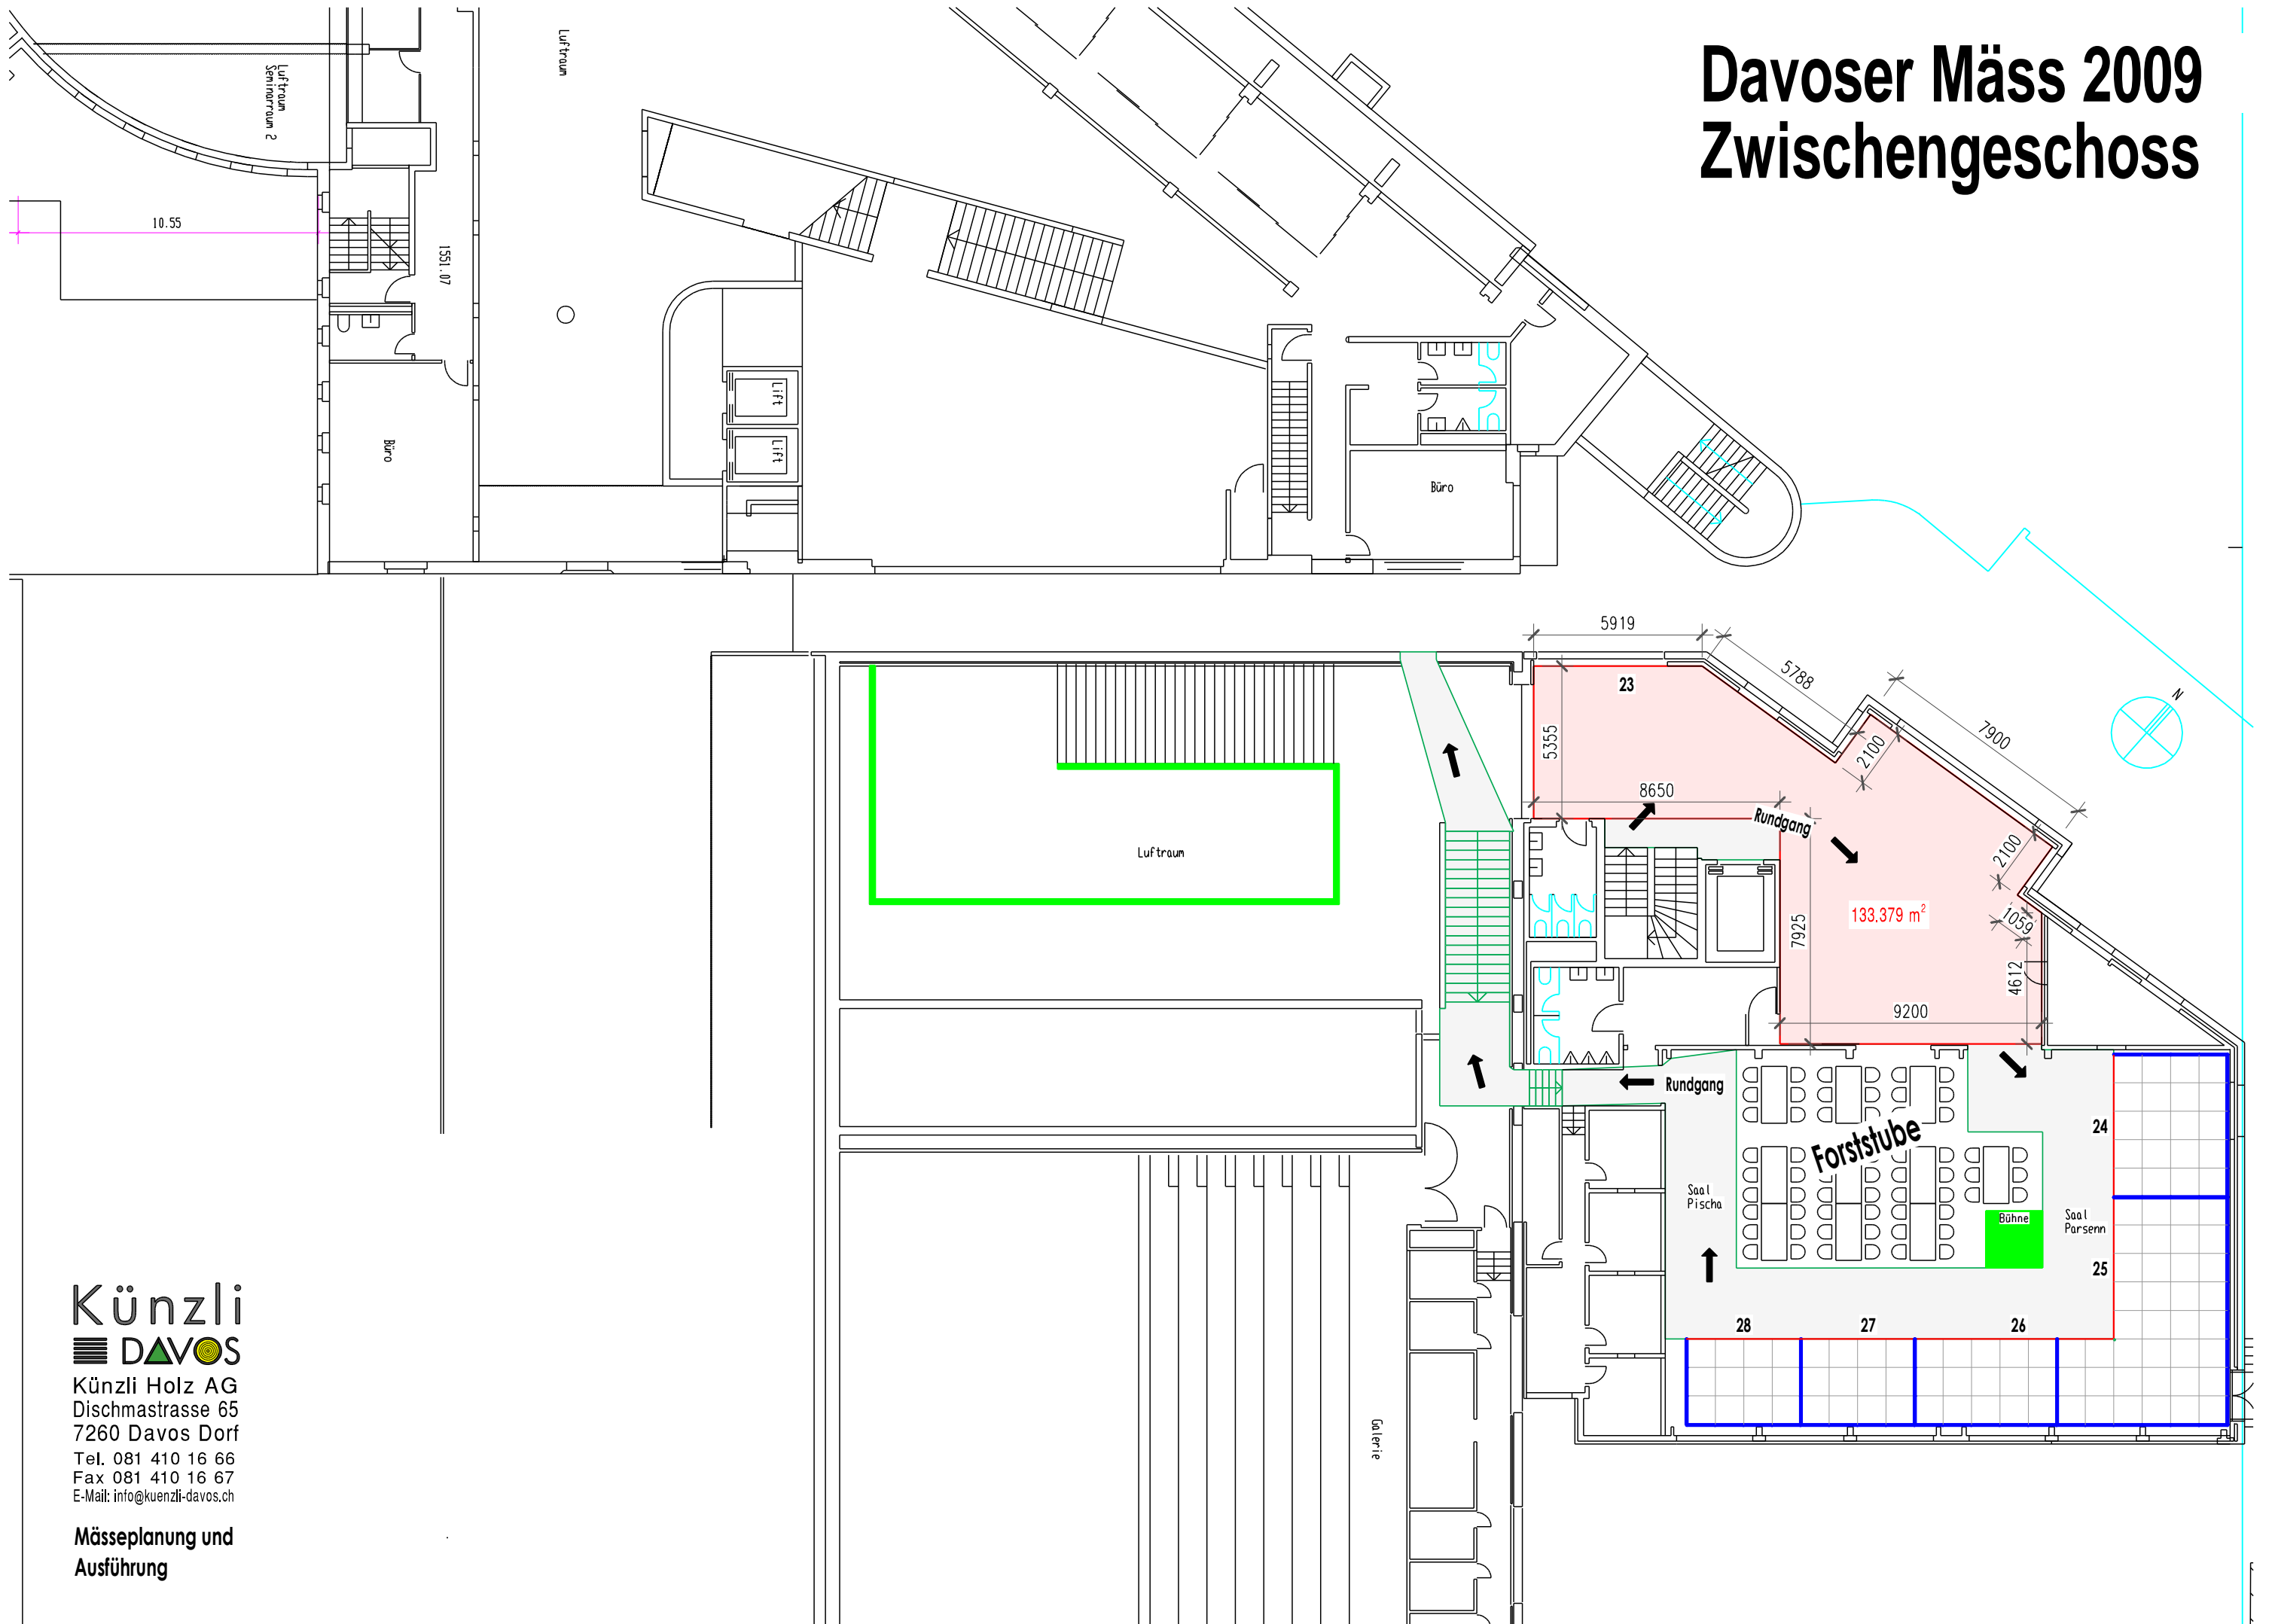 Davoser Mäss 2009
Zwischengeschoss
Luftraum
Seminarraum 2
Luftraum
10.55
1551.07
Büro
Lift
Lift
Büro
5919
23
5788
7900
2100
5355
8650
Rundgang
2100
N
Luftraum
133,379 m²
7925
1059
4612
9200
Rundgang
24
Forststube
Saal
Pischa
Bühne
Saal
Parsenn
25
28
27
26
Galerie
Künzli
DAVOS
Künzli Holz AG
Dischmastrasse 65
7260 Davos Dorf
Tel. 081 410 16 66
Fax 081 410 16 67
E-Mail: info@kuenzli-davos.ch
Mässeplanung und
Ausführung